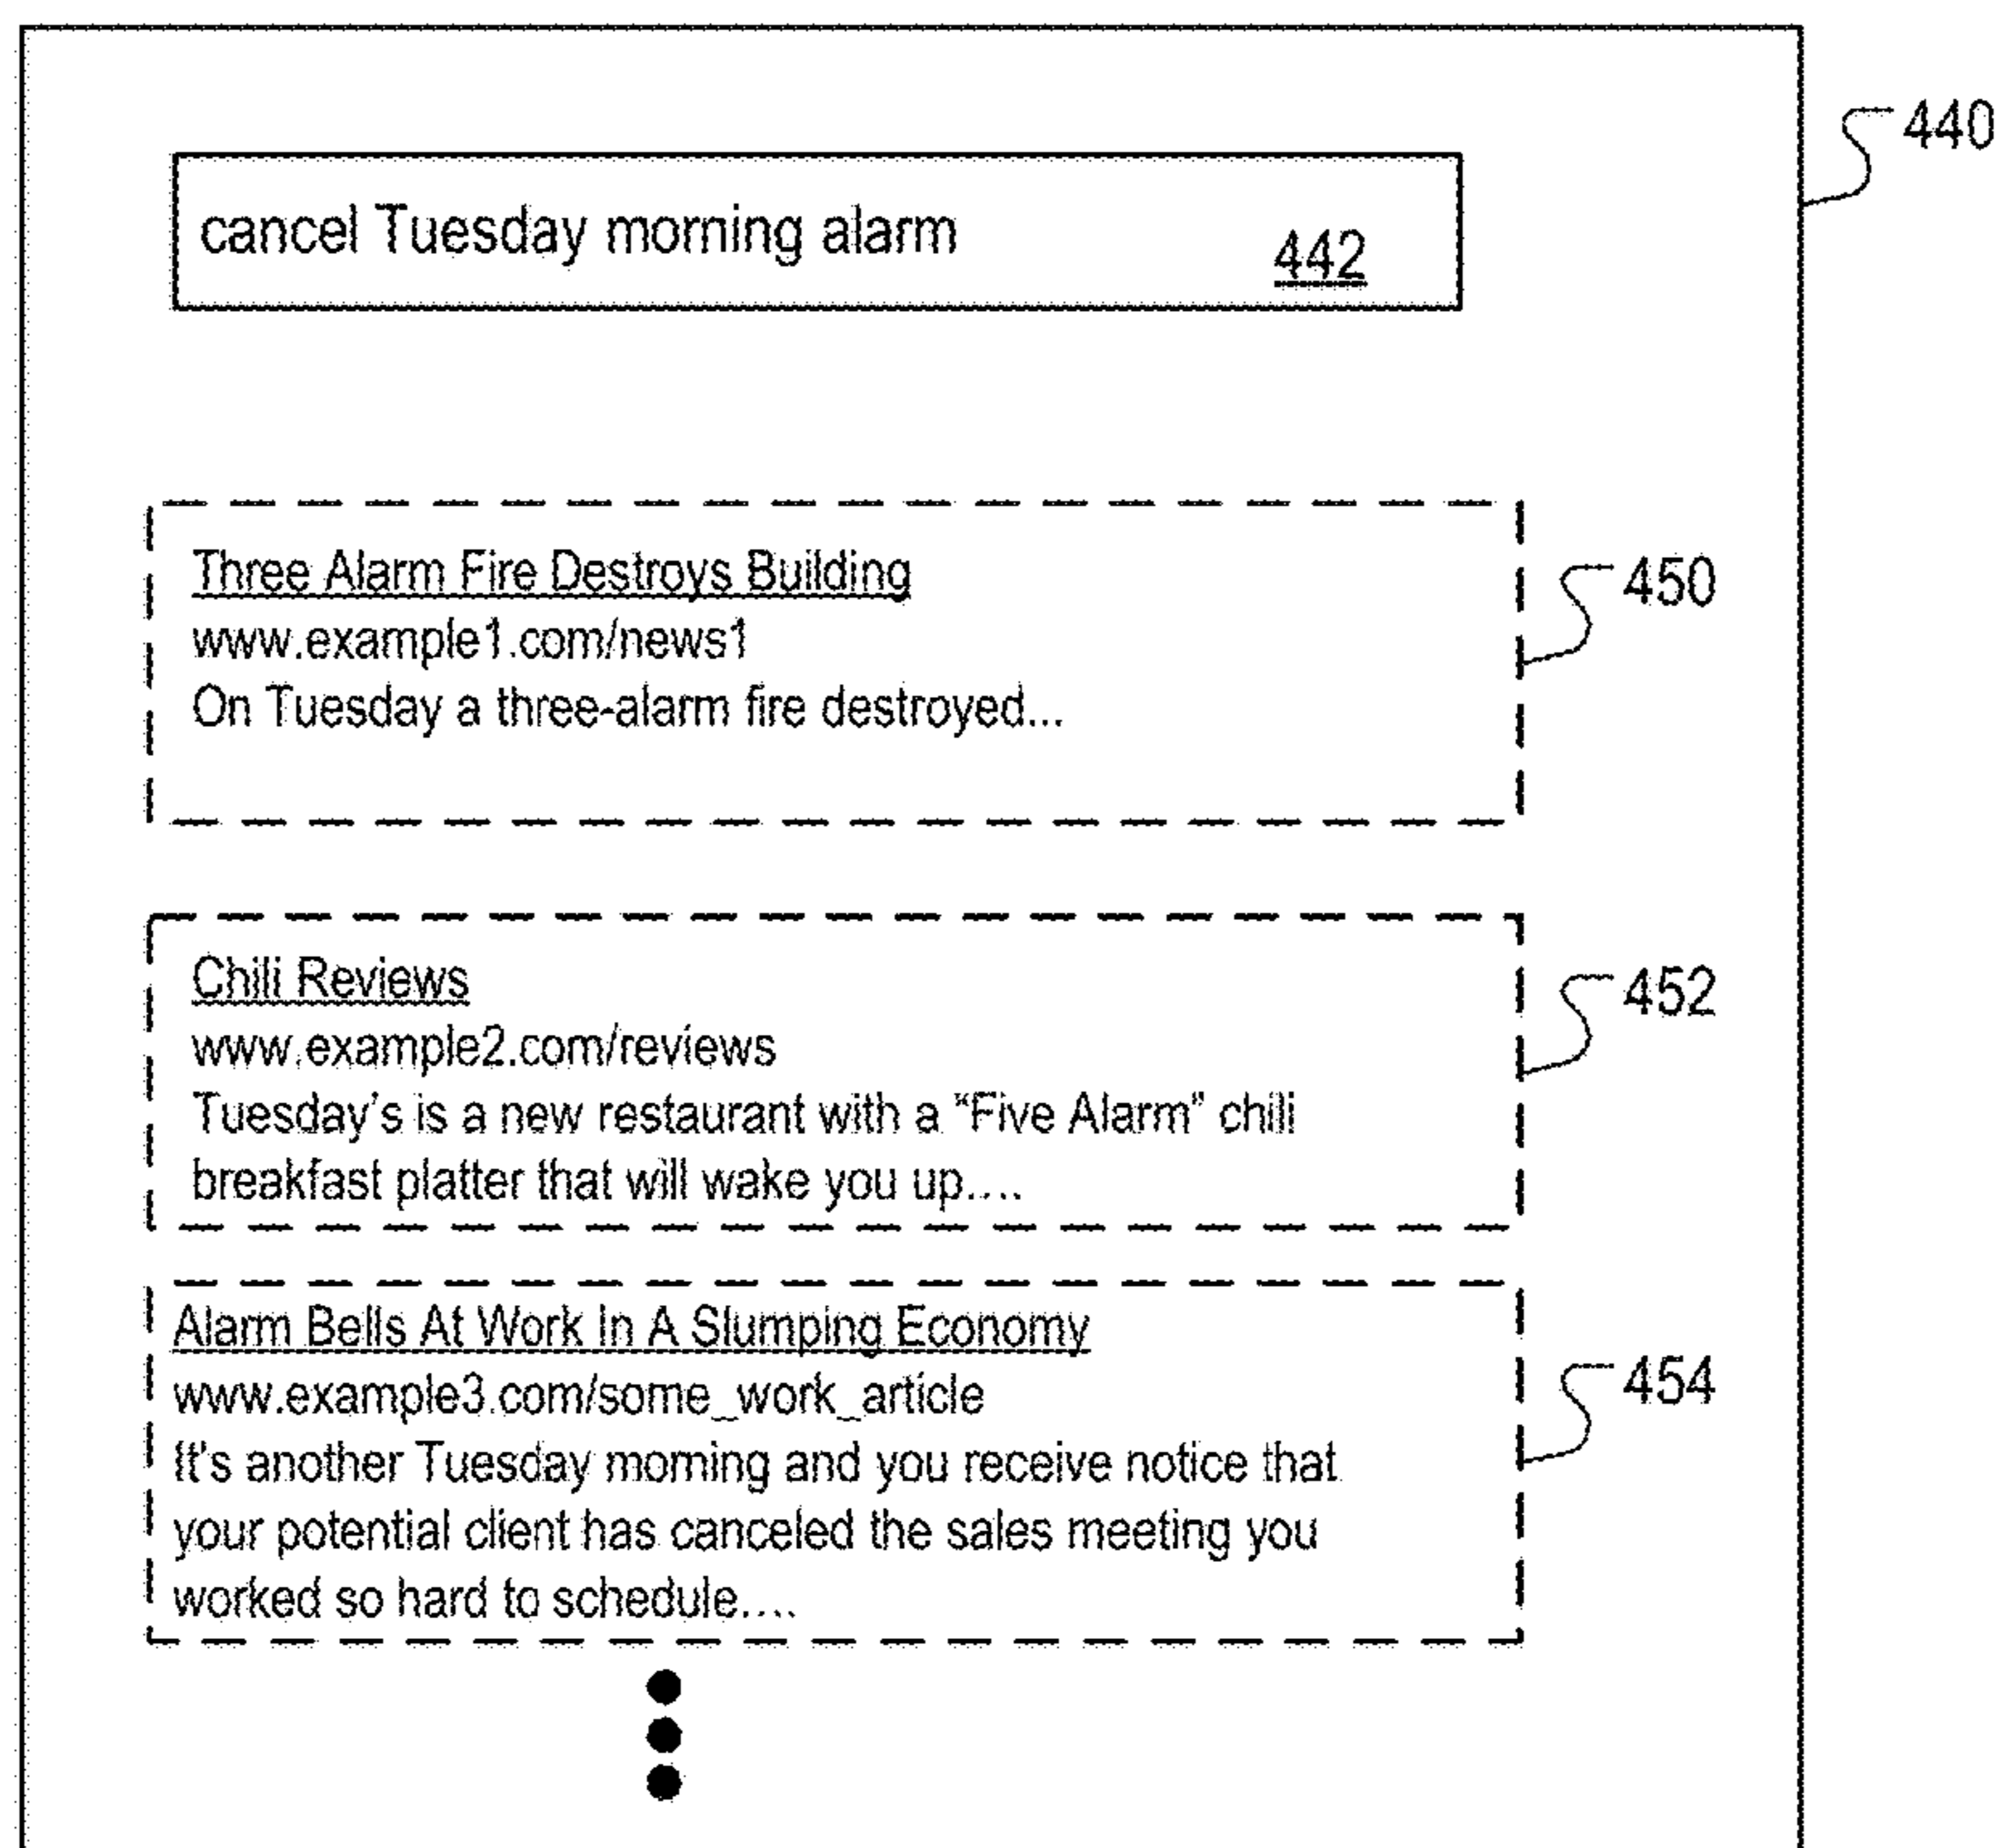 440
cancel Tuesday morning alarm
442
Three Alarm Fire Destroys Building
www.example1.com/news1
On Tuesday a three-alarm fire destroyed...
450
Chili Reviews
www.example2.com/reviews
Tuesday's is a new restaurant with a "Five Alarm" chili
breakfast platter that will wake you up....
452
Alarm Bells At Work In A Slumping Economy
www.example3.com/some_work_article
It's another Tuesday morning and you receive notice that
your potential client has canceled the sales meeting you
worked so hard to schedule....
454